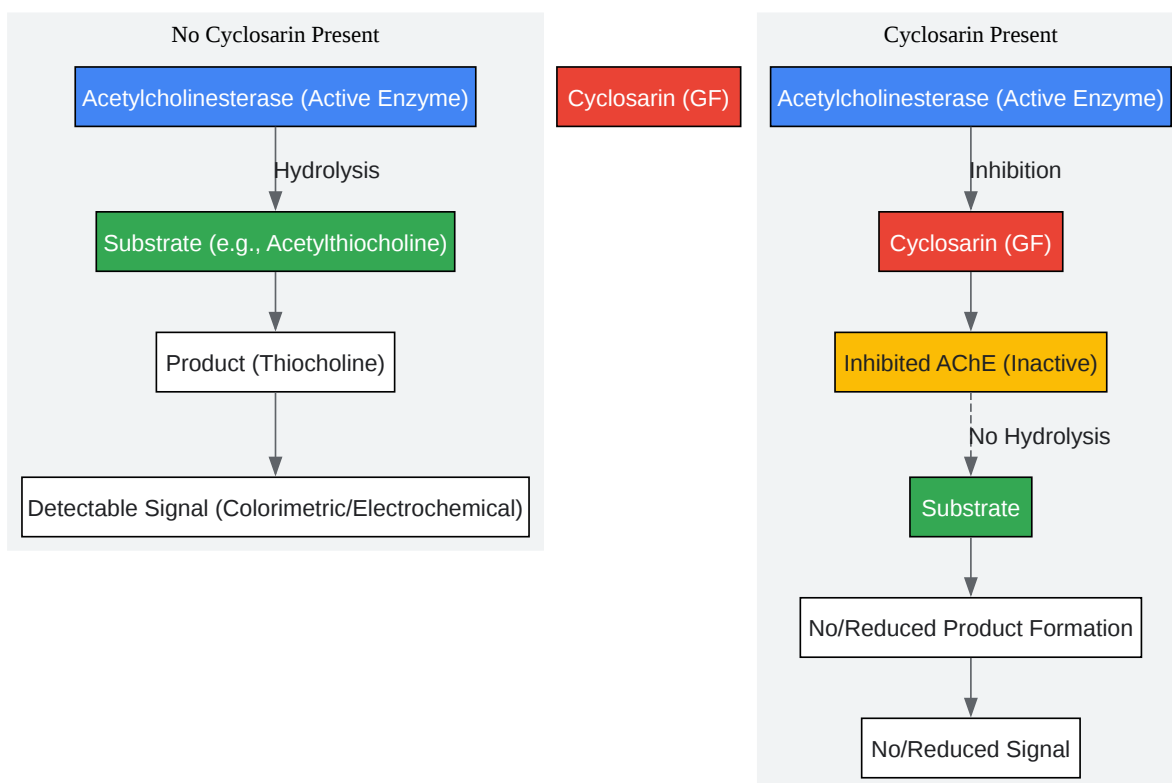 No Cyclosarin Present
Acetylcholinesterase (Active Enzyme)
Hydrolysis
Substrate (e.g., Acetylthiocholine)
Product (Thiocholine)
Detectable Signal (Colorimetric/Electrochemical)
Cyclosarin (GF)
Cyclosarin Present
Acetylcholinesterase (Active Enzyme)
Inhibition
Cyclosarin (GF)
Inhibited AChE (Inactive)
No Hydrolysis
Substrate
No/Reduced Product Formation
No/Reduced Signal